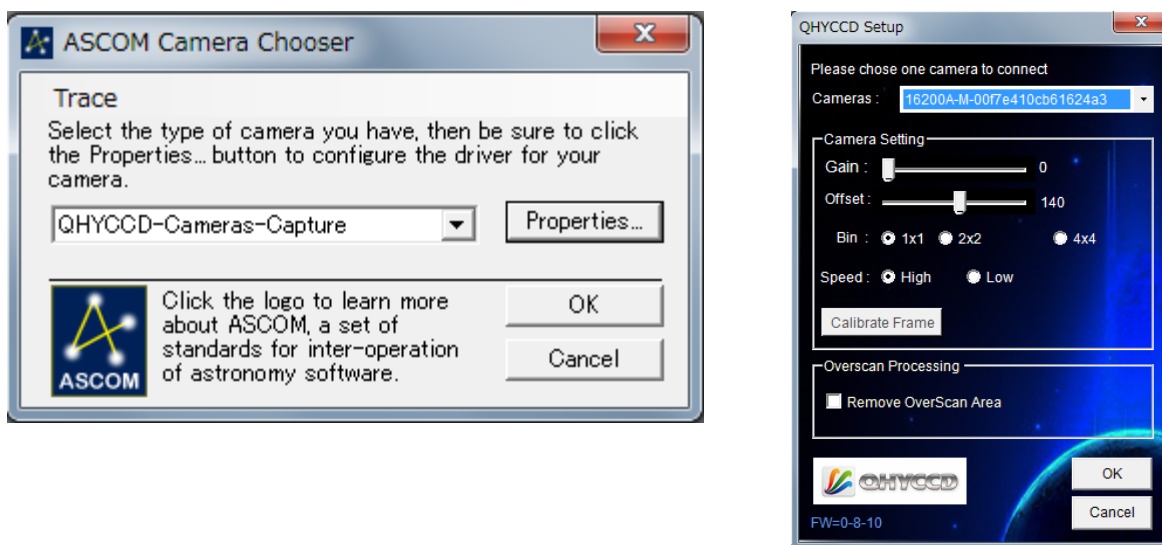 ASCOM Camera Chooser
Trace
Select the type of camera you have, then be sure to click
the Properties... button to configure the driver for your
camera.
QHYCCD-Cameras-Capture
Properties...
Click the logo to learn more
about ASCOM, a set of
standards for inter-operation
of astronomy software.
ASCOM
OK
Cancel
QHYCCD Setup
Please chose one camera to connect
Cameras : 16200A-M-00f7e410cb61624a3
Camera Setting
Gain : 0
Offset : 140
Bin : 1x1 2x2 4x4
Speed : High Low
Calibrate Frame
Overscan Processing
Remove OverScan Area
QHYCCD
OK
Cancel
FW=0-8-10